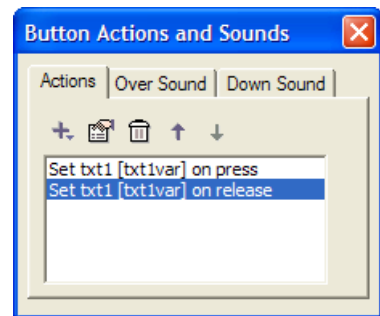 Button Actions and Sounds
Actions Over Sound Down Sound
Set txt1 [txt1var] on press
Set txt1 [txt1var] on release